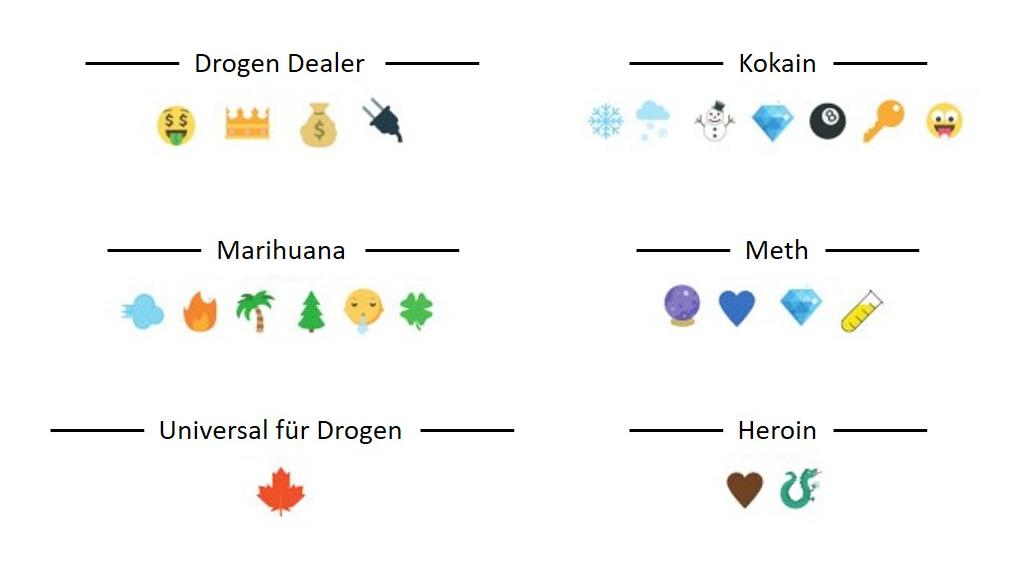 Drogen Dealer
Kokain
Marihuana
Meth
Universal für Drogen
Heroin